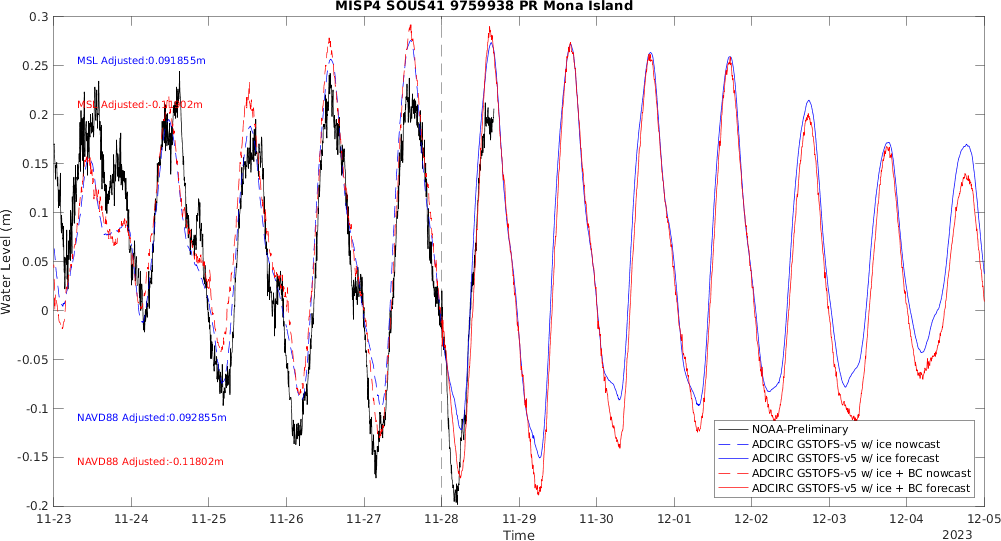 MISP4 SOUS41 9759938 PR Mona Island
0.3
0.25
0.2
0.15
0.1
0.05
0
-0.05
-0.1
-0.15
-0.2
Water Level (m)
MSL Adjusted:0.091855m
MSL Adjusted:-0.11802m
NAVD88 Adjusted:0.092855m
NAVD88 Adjusted:-0.11802m
NOAA-Preliminary
ADCIRC GSTOFS-v5 w/ ice nowcast
ADCIRC GSTOFS-v5 w/ ice forecast
ADCIRC GSTOFS-v5 w/ ice + BC nowcast
ADCIRC GSTOFS-v5 w/ ice + BC forecast
11-23 11-24 11-25 11-26 11-27 11-28 11-29 11-30 12-01 12-02 12-03 12-04 12-05
Time
2023